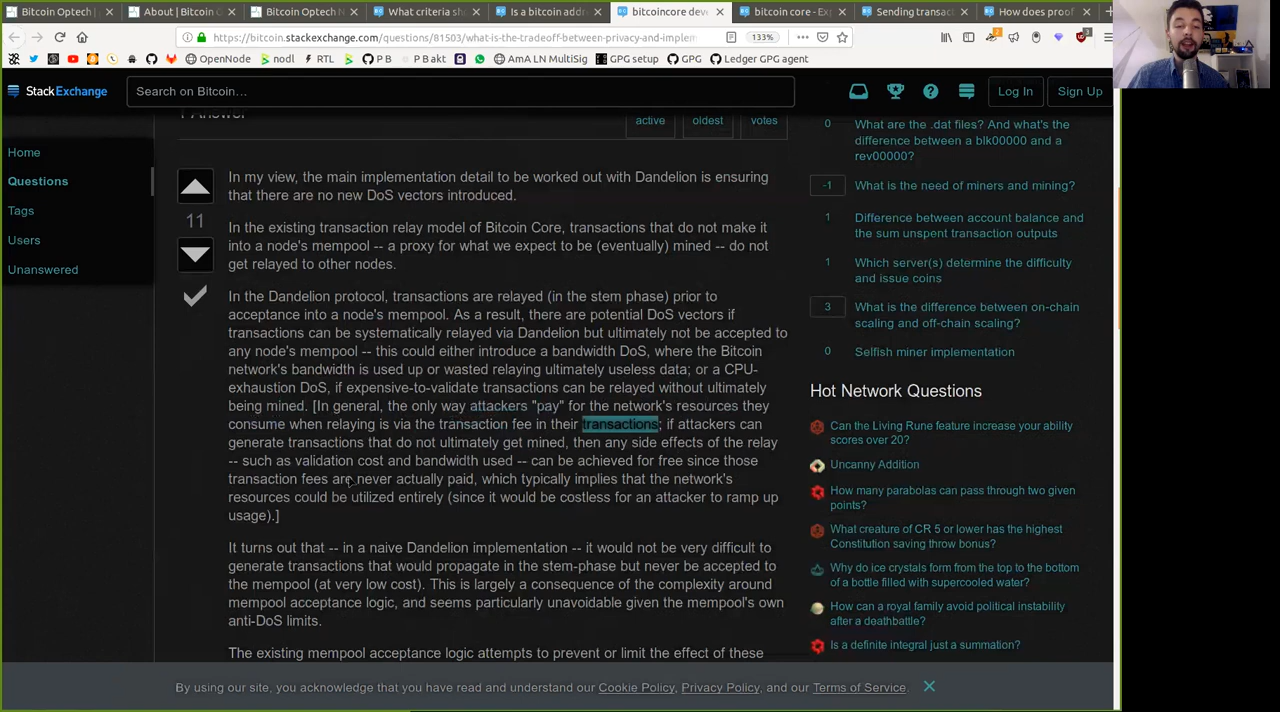 Bitcoin Optech
About | Bitcoin O
Bitcoin Optech N
What criteria sh
Is a bitcoin addr
bitcoincore dev
bitcoin core - Exp
Sending transac
How does proof
https://bitcoin.stackexchange.com/questions/81503/what-is-the-tradeoff-between-privacy-and-implem
133%
OpenNode
nodl
RTL
P B
P B akt
AmA LN MultiSig
GPG setup
GPG
Ledger GPG agent
StackExchange
Search on Bitcoin...
Log In
Sign Up
Home
Questions
Tags
Users
Unanswered
1 Answer
active
oldest
votes
11
In my view, the main implementation detail to be worked out with Dandelion is ensuring
that there are no new DoS vectors introduced.
In the existing transaction relay model of Bitcoin Core, transactions that do not make it
into a node's mempool -- a proxy for what we expect to be (eventually) mined -- do not
get relayed to other nodes.
In the Dandelion protocol, transactions are relayed (in the stem phase) prior to
acceptance into a node's mempool. As a result, there are potential DoS vectors if
transactions can be systematically relayed via Dandelion but ultimately not be accepted to
any node's mempool -- this could either introduce a bandwidth DoS, where the Bitcoin
network's bandwidth is used up or wasted relaying ultimately useless data; or a CPU-
exhaustion DoS, if expensive-to-validate transactions can be relayed without ultimately
being mined. [In general, the only way attackers "pay" for the network's resources they
consume when relaying is via the transaction fee in their transactions; if attackers can
generate transactions that do not ultimately get mined, then any side effects of the relay
-- such as validation cost and bandwidth used -- can be achieved for free since those
transaction fees are never actually paid, which typically implies that the network's
resources could be utilized entirely (since it would be costless for an attacker to ramp up
usage).]
It turns out that -- in a naive Dandelion implementation -- it would not be very difficult to
generate transactions that would propagate in the stem-phase but never be accepted to
the mempool (at very low cost). This is largely a consequence of the complexity around
mempool acceptance logic, and seems particularly unavoidable given the mempool's own
anti-DoS limits.
The existing mempool acceptance logic attempts to prevent or limit the effect of these
0
What are the .dat files? And what's the
difference between a blk00000 and a
rev00000?
-1
What is the need of miners and mining?
1
Difference between account balance and
the sum unspent transaction outputs
1
Which server(s) determine the difficulty
and issue coins
3
What is the difference between on-chain
scaling and off-chain scaling?
0
Selfish miner implementation
Hot Network Questions
Can the Living Rune feature increase your ability
scores over 20?
Uncanny Addition
How many parabolas can pass through two given
points?
What creature of CR 5 or lower has the highest
Constitution saving throw bonus?
Why do ice crystals form from the top to the bottom
of a bottle filled with supercooled water?
How can a royal family avoid political instability
after a deathbattle?
Is a definite integral just a summation?
By using our site, you acknowledge that you have read and understand our Cookie Policy, Privacy Policy, and our Terms of Service.